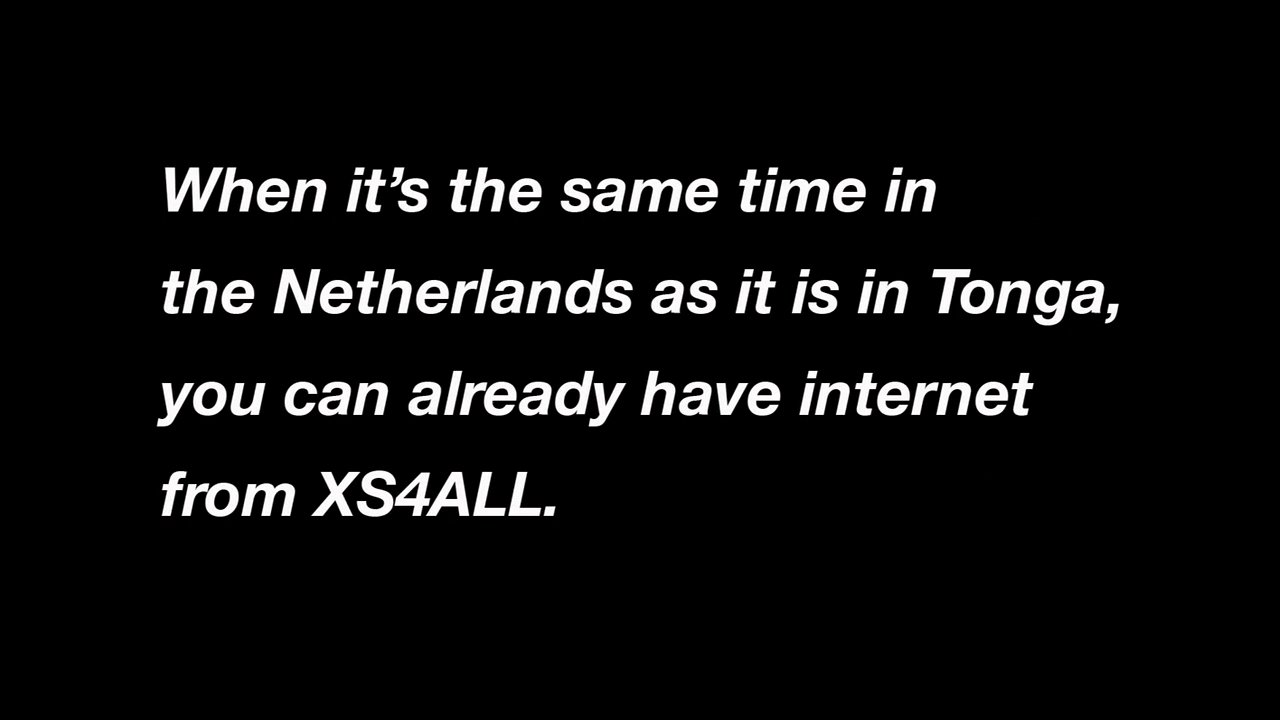 When it’s the same time in
the Netherlands as it is in Tonga,
you can already have internet
from XS4ALL.